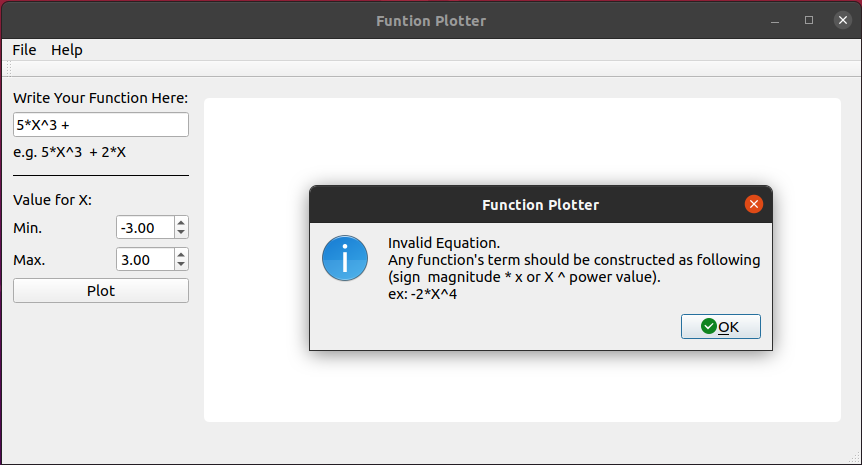 Funtion Plotter
File Help
Write Your Function Here:
5*X^3 +
e.g. 5*X^3  + 2*X
Value for X:
Min. -3.00
Max. 3.00
Plot
Function Plotter
Invalid Equation.
Any function's term should be constructed as following
(sign  magnitude * x or X ^ power value).
ex: -2*X^4
OK